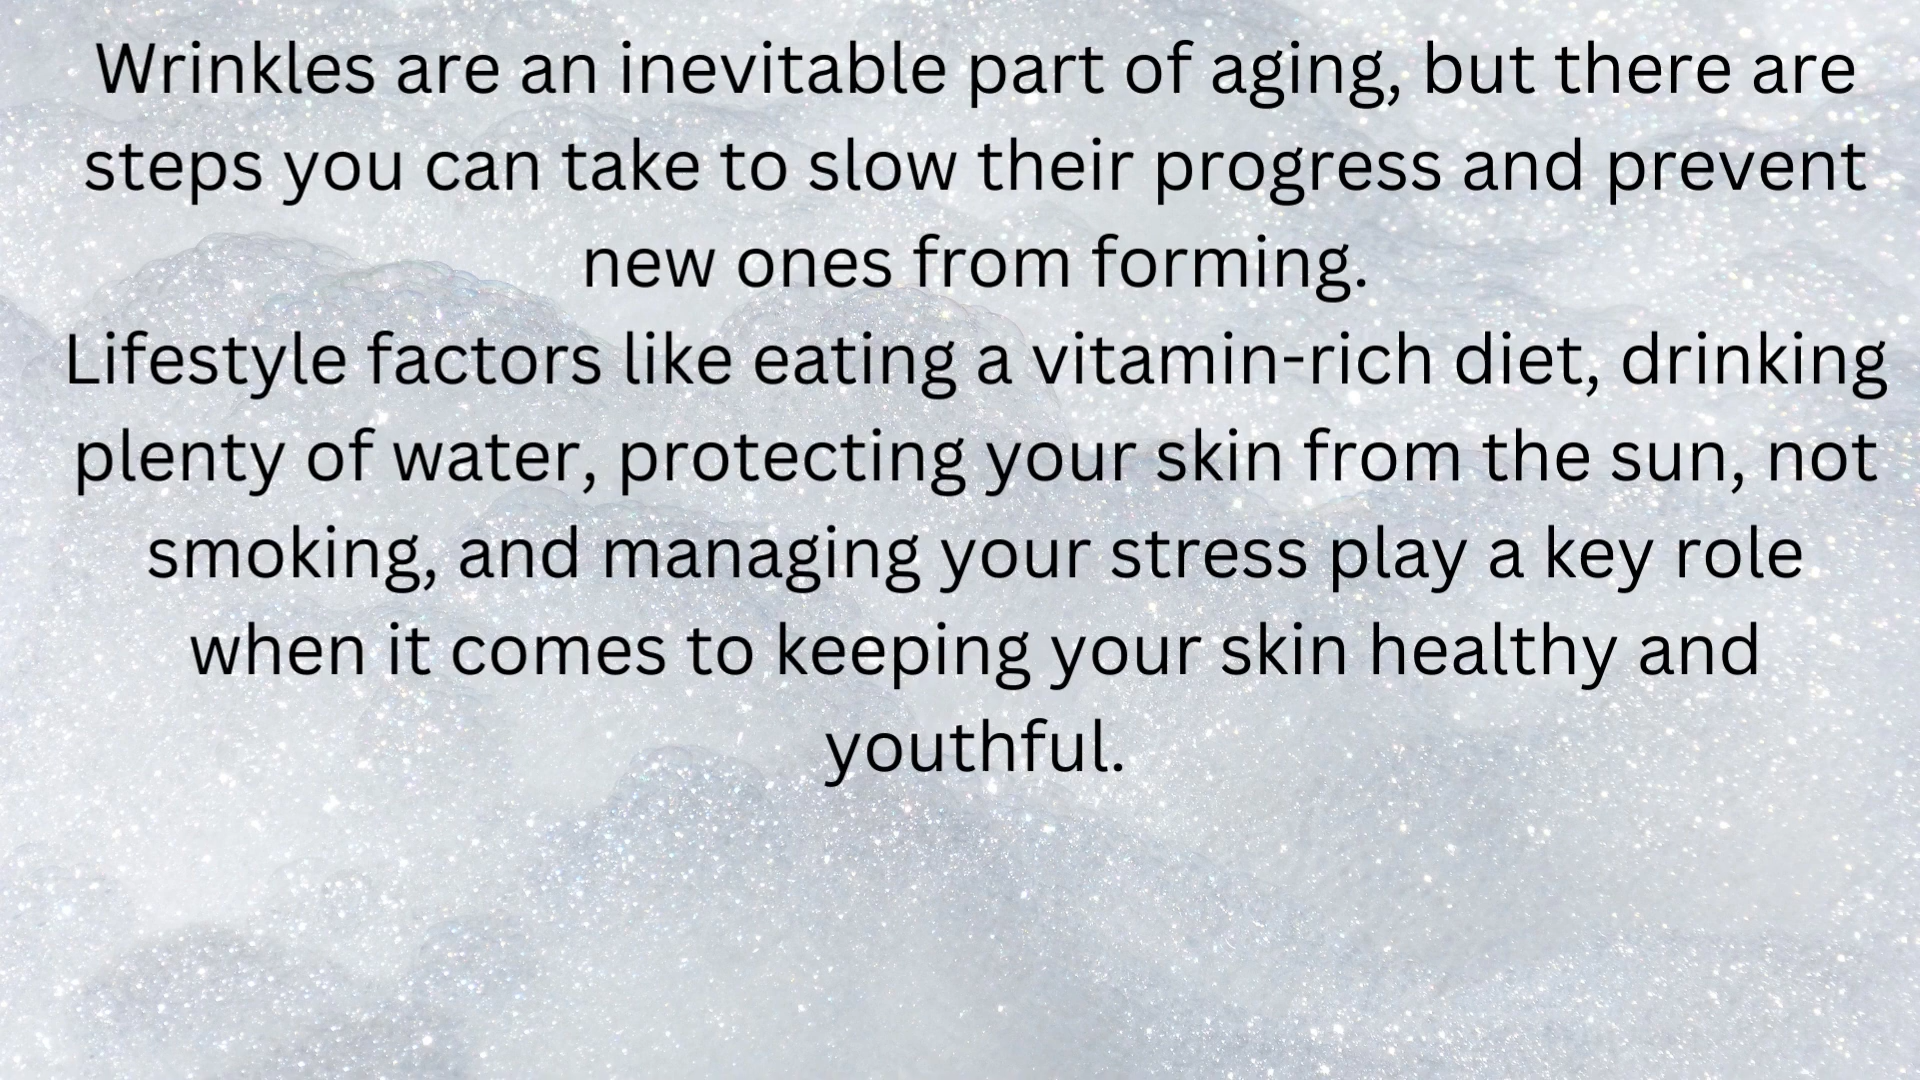 Wrinkles are an inevitable part of aging, but there are
steps you can take to slow their progress and prevent
new ones from forming.
Lifestyle factors like eating a vitamin-rich diet, drinking
plenty of water, protecting your skin from the sun, not
smoking, and managing your stress play a key role
when it comes to keeping your skin healthy and
youthful.